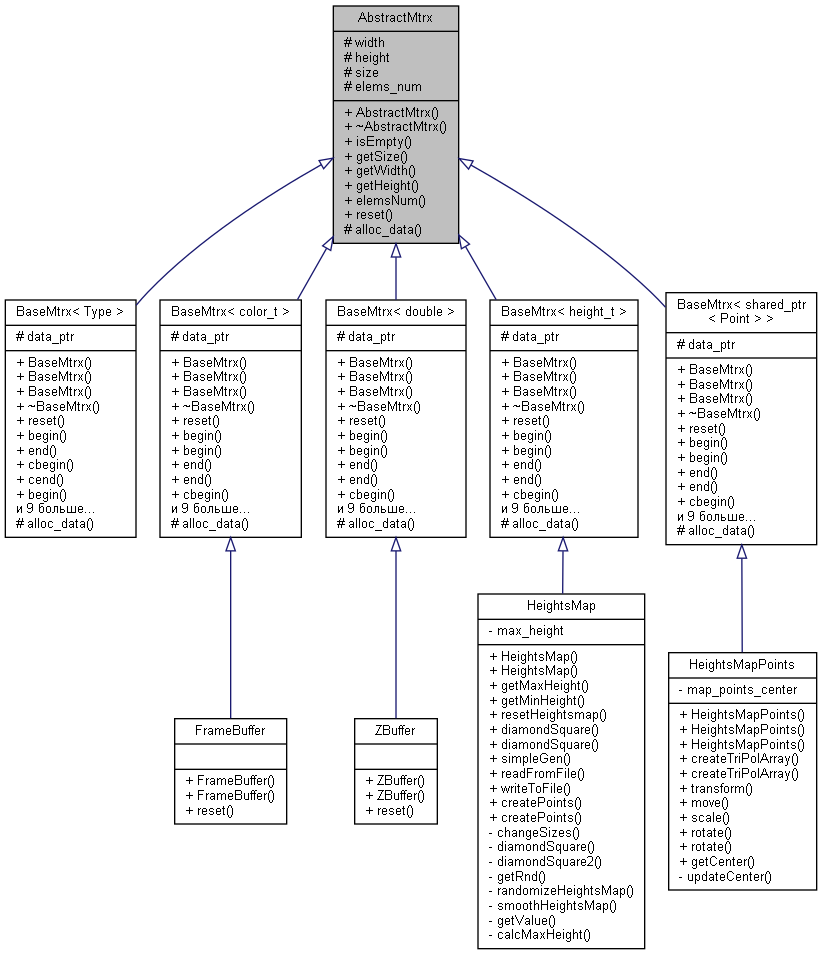 AbstractMtrx
# width
# height
# size
# elems_num
+ AbstractMtrx()
+ ~AbstractMtrx()
+ isEmpty()
+ getSize()
+ getWidth()
+ getHeight()
+ elemsNum()
+ reset()
# alloc_data()
BaseMtrx< Type >
# data_ptr
+ BaseMtrx()
+ BaseMtrx()
+ BaseMtrx()
+ ~BaseMtrx()
+ reset()
+ begin()
+ end()
+ cbegin()
+ cend()
+ begin()
и 9 больше...
# alloc_data()
BaseMtrx< color_t >
# data_ptr
+ BaseMtrx()
+ BaseMtrx()
+ BaseMtrx()
+ ~BaseMtrx()
+ reset()
+ begin()
+ begin()
+ end()
+ end()
+ cbegin()
и 9 больше...
# alloc_data()
BaseMtrx< double >
# data_ptr
+ BaseMtrx()
+ BaseMtrx()
+ BaseMtrx()
+ ~BaseMtrx()
+ reset()
+ begin()
+ begin()
+ end()
+ end()
+ cbegin()
и 9 больше...
# alloc_data()
BaseMtrx< height_t >
# data_ptr
+ BaseMtrx()
+ BaseMtrx()
+ BaseMtrx()
+ ~BaseMtrx()
+ reset()
+ begin()
+ begin()
+ end()
+ end()
+ cbegin()
и 9 больше...
# alloc_data()
BaseMtrx< shared_ptr
< Point > >
# data_ptr
+ BaseMtrx()
+ BaseMtrx()
+ BaseMtrx()
+ ~BaseMtrx()
+ reset()
+ begin()
+ begin()
+ end()
+ end()
+ cbegin()
и 9 больше...
# alloc_data()
FrameBuffer
+ FrameBuffer()
+ FrameBuffer()
+ reset()
ZBuffer
+ ZBuffer()
+ ZBuffer()
+ reset()
HeightsMap
- max_height
+ HeightsMap()
+ HeightsMap()
+ getMaxHeight()
+ getMinHeight()
+ resetHeightsmap()
+ diamondSquare()
+ diamondSquare()
+ simpleGen()
+ readFromFile()
+ writeToFile()
+ createPoints()
+ createPoints()
- changeSizes()
- diamondSquare()
- diamondSquare2()
- getRnd()
- randomizeHeightsMap()
- smoothHeightsMap()
- getValue()
- calcMaxHeight()
HeightsMapPoints
- map_points_center
+ HeightsMapPoints()
+ HeightsMapPoints()
+ HeightsMapPoints()
+ createTriPolArray()
+ createTriPolArray()
+ transform()
+ move()
+ scale()
+ rotate()
+ rotate()
+ getCenter()
- updateCenter()